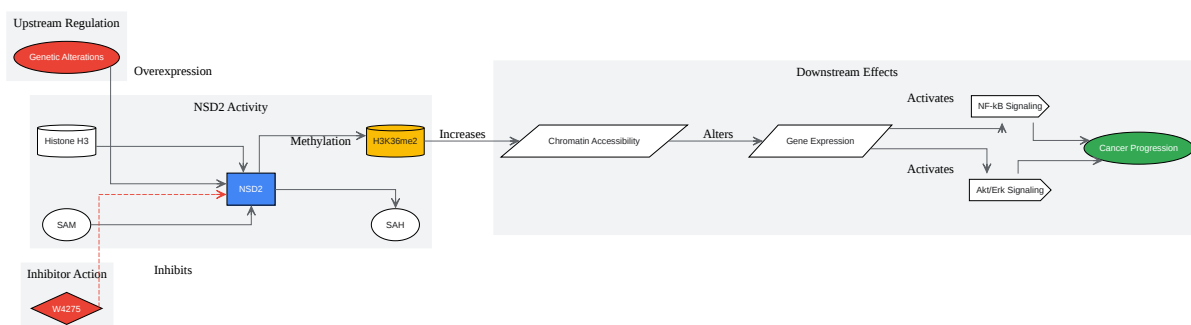 Upstream Regulation
Genetic Alterations
Overexpression
NSD2 Activity
Histone H3
Methylation
H3K36me2
NSD2
SAM
SAH
Inhibitor Action
Inhibits
W4275
Increases
Downstream Effects
Chromatin Accessibility
Alters
Gene Expression
Activates
NF-kB Signaling
Activates
Akt/Erk Signaling
Cancer Progression